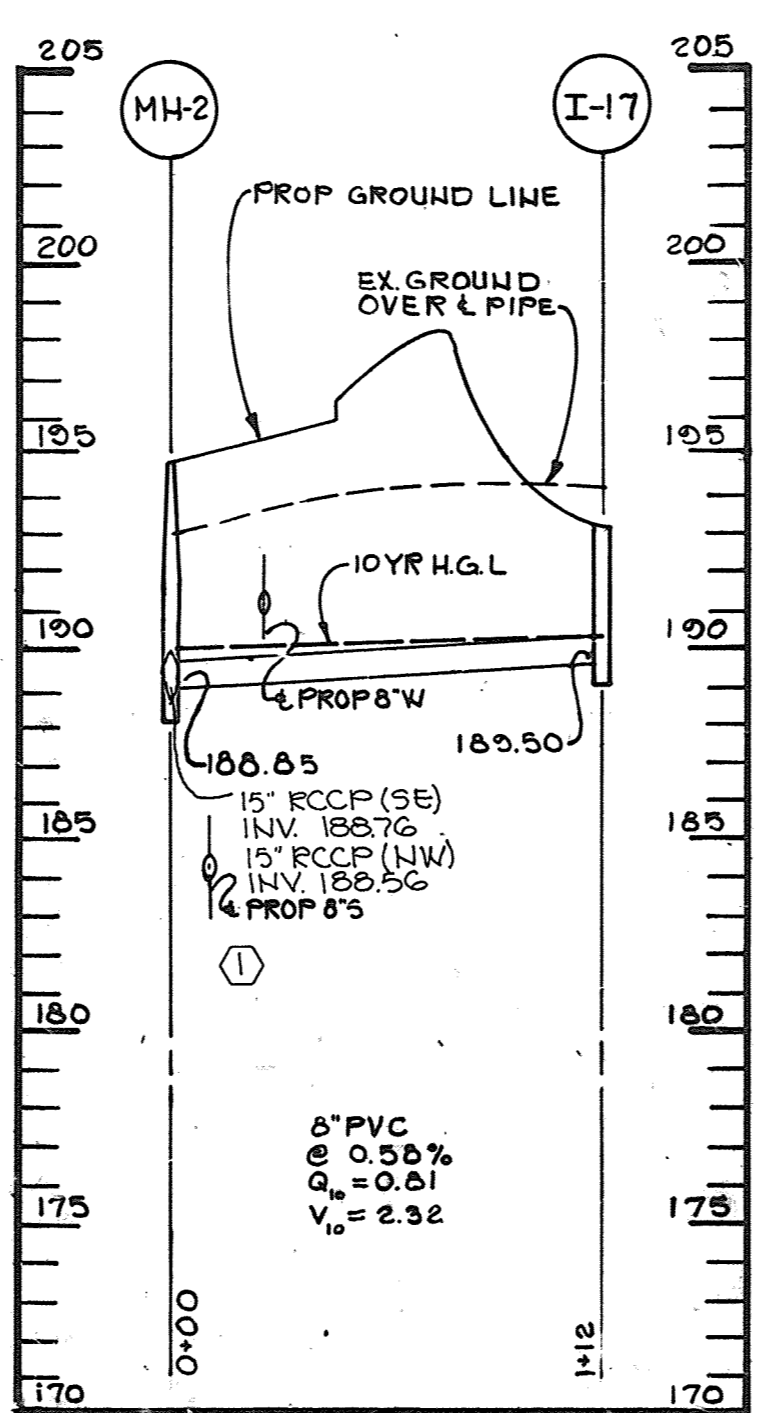 205
205
MH-2
I-17
PROP GROUND LINE
200
200
EX. GROUND
OVER ℄ PIPE
195
195
10 YR H.G.L
190
190
℄ PROP 8"W
188.85
189.50
15" RCCP (SE)
INV. 188.76
185
185
15" RCCP (NW)
INV. 188.56
℄ PROP 8"S
1
180
180
8" PVC
@ 0.58%
Q10 = 0.81
V10 = 2.32
175
175
0+00
1+12
170
170